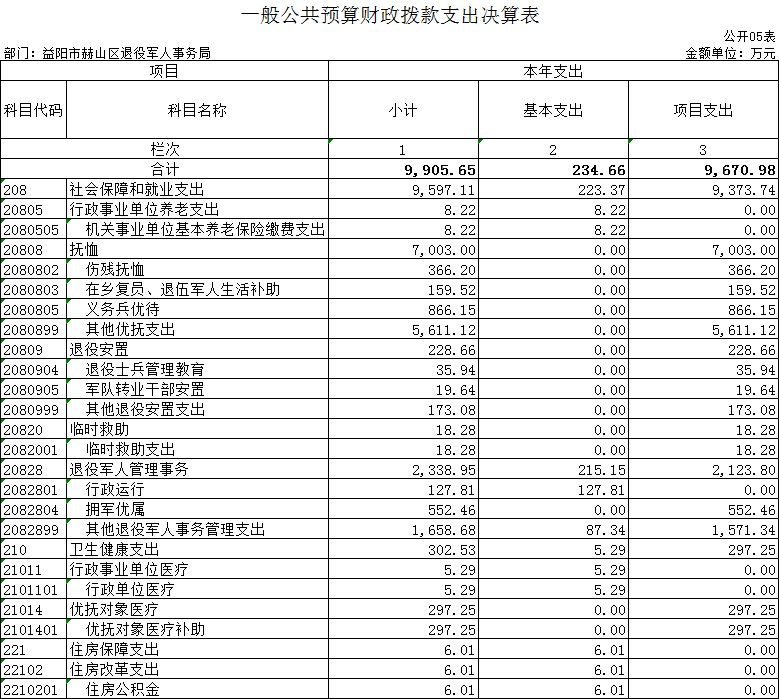 一般公共预算财政拨款支出决算表
公开05表
部门：益阳市赫山区退役军人事务局 金额单位：万元
项目 本年支出
科目代码 科目名称 小计 基本支出 项目支出
栏次 1 2 3
合计 9,905.65 234.66 9,670.98
208 社会保障和就业支出 9,597.11 223.37 9,373.74
20805 行政事业单位养老支出 8.22 8.22 0.00
2080505 机关事业单位基本养老保险缴费支出 8.22 8.22 0.00
20808 抚恤 7,003.00 0.00 7,003.00
2080802 伤残抚恤 366.20 0.00 366.20
2080803 在乡复员、退伍军人生活补助 159.52 0.00 159.52
2080805 义务兵优待 866.15 0.00 866.15
2080899 其他优抚支出 5,611.12 0.00 5,611.12
20809 退役安置 228.66 0.00 228.66
2080904 退役士兵管理教育 35.94 0.00 35.94
2080905 军队转业干部安置 19.64 0.00 19.64
2080999 其他退役安置支出 173.08 0.00 173.08
20820 临时救助 18.28 0.00 18.28
2082001 临时救助支出 18.28 0.00 18.28
20828 退役军人管理事务 2,338.95 215.15 2,123.80
2082801 行政运行 127.81 127.81 0.00
2082804 拥军优属 552.46 0.00 552.46
2082899 其他退役军人事务管理支出 1,658.68 87.34 1,571.34
210 卫生健康支出 302.53 5.29 297.25
21011 行政事业单位医疗 5.29 5.29 0.00
2101101 行政单位医疗 5.29 5.29 0.00
21014 优抚对象医疗 297.25 0.00 297.25
2101401 优抚对象医疗补助 297.25 0.00 297.25
221 住房保障支出 6.01 6.01 0.00
22102 住房改革支出 6.01 6.01 0.00
2210201 住房公积金 6.01 6.01 0.00